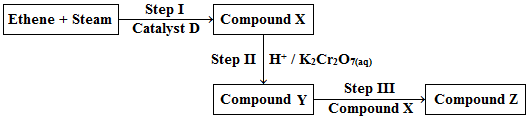 Ethene + Steam
Step I
Catalyst D
Compound X
Step II
H⁺ / K₂Cr₂O₇₍ₐq₎
Compound Y
Step III
Compound X
Compound Z